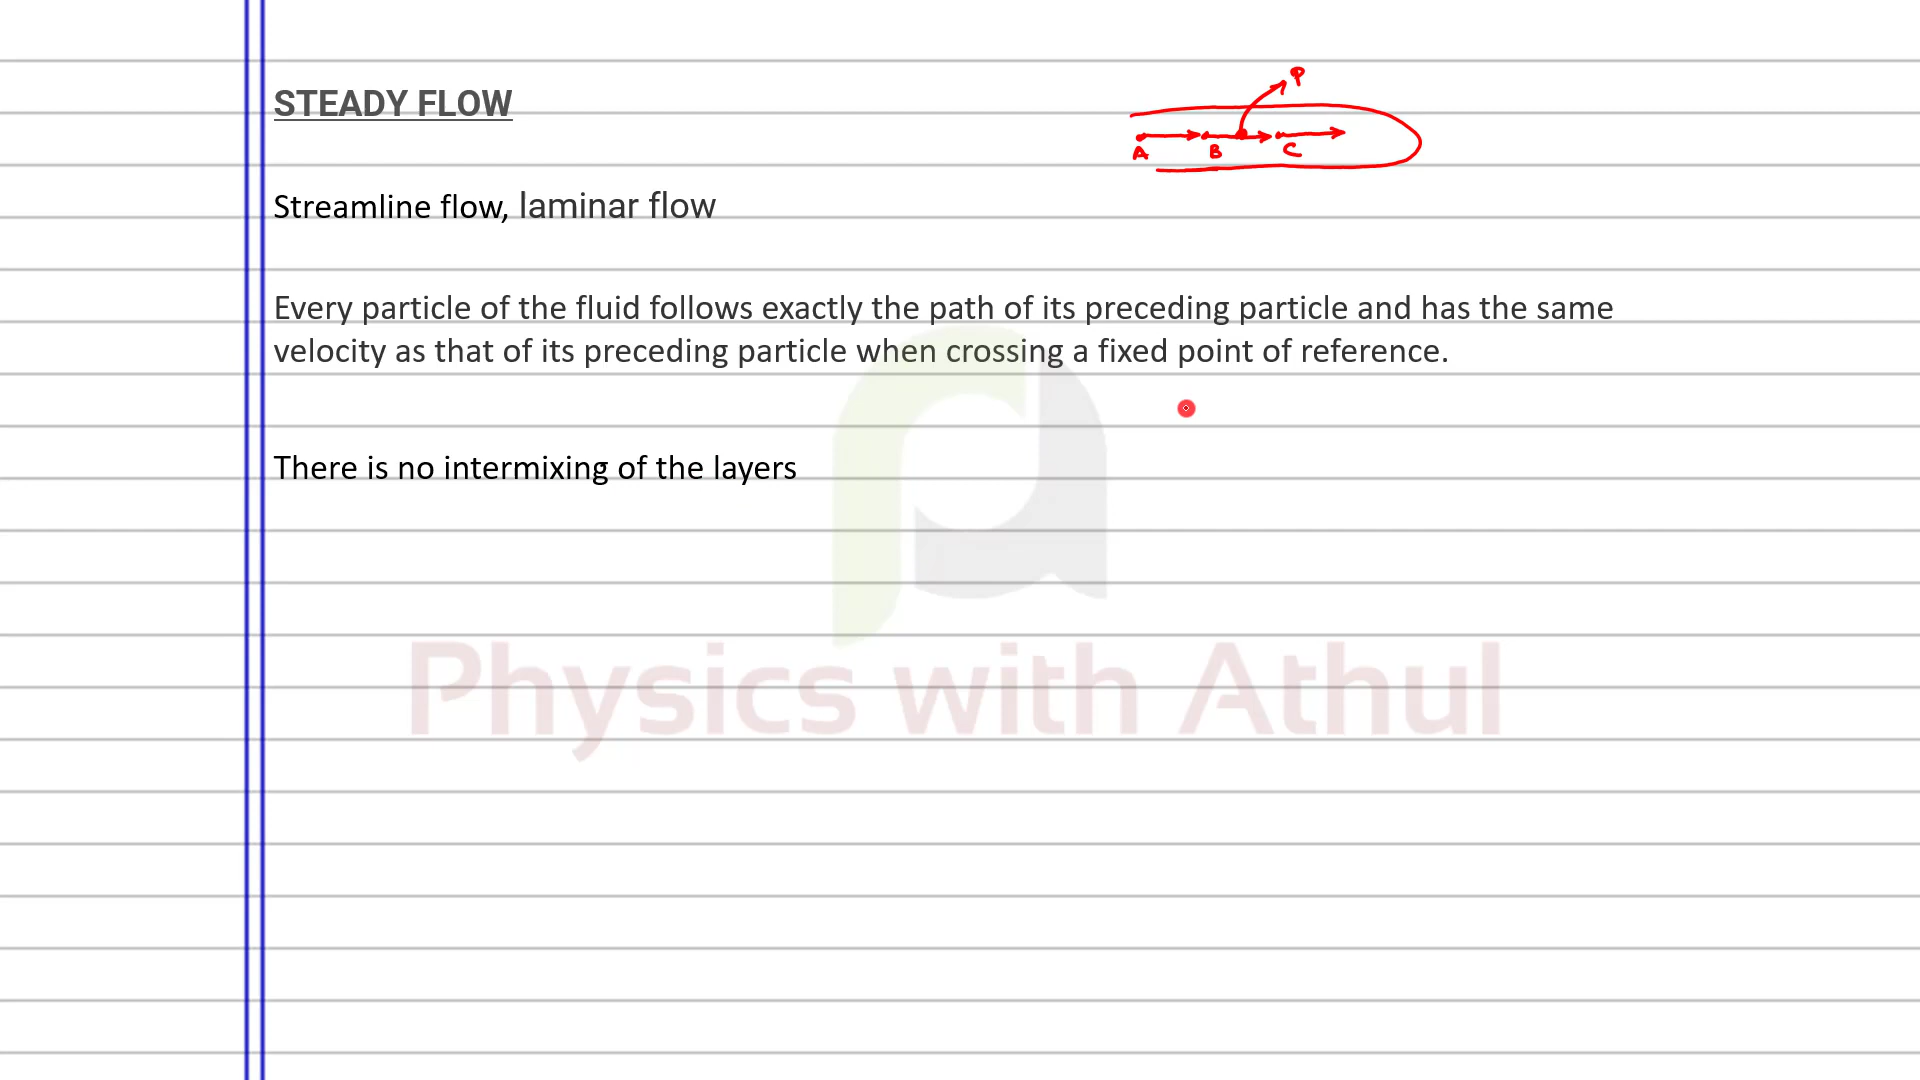 STEADY FLOW
P
A B C
Streamline flow, laminar flow
Every particle of the fluid follows exactly the path of its preceding particle and has the same
velocity as that of its preceding particle when crossing a fixed point of reference.
There is no intermixing of the layers
Physics with Athul